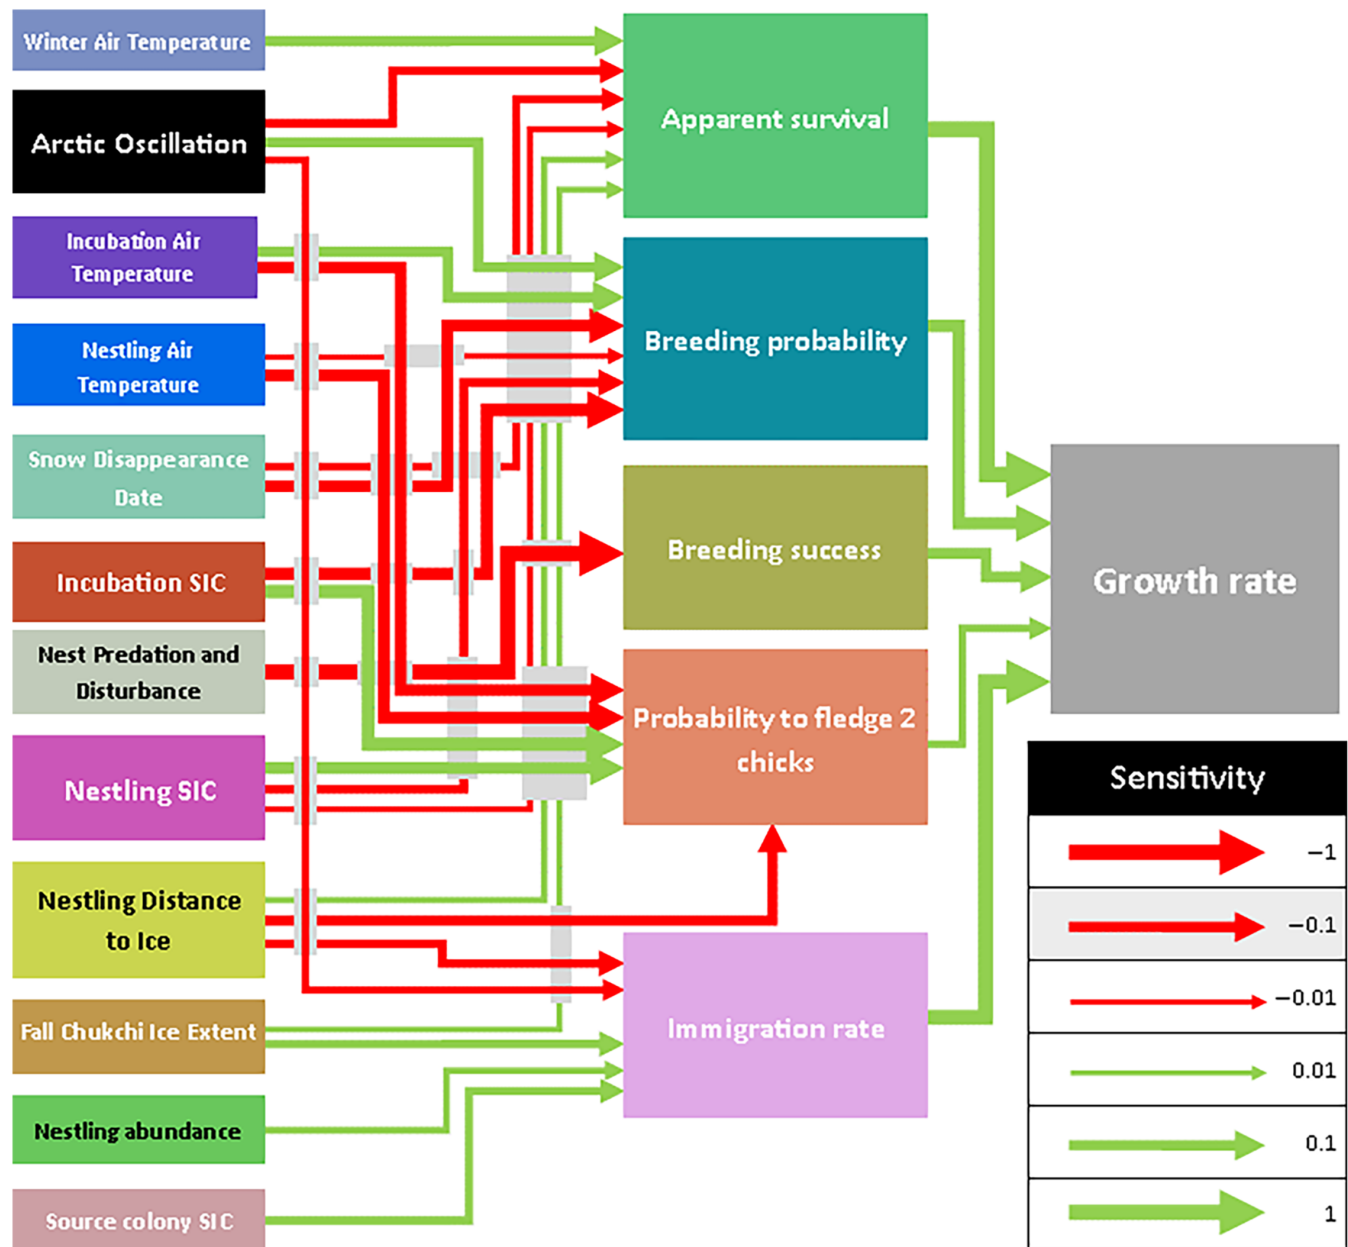 Winter Air Temperature
Arctic Oscillation
Incubation Air
Temperature
Nestling Air
Temperature
Snow Disappearance
Date
Incubation SIC
Nest Predation and
Disturbance
Nestling SIC
Nestling Distance
to Ice
Fall Chukchi Ice Extent
Nestling abundance
Source colony SIC
Apparent survival
Breeding probability
Breeding success
Probability to fledge 2
chicks
Immigration rate
Growth rate
Sensitivity
−1
−0.1
−0.01
0.01
0.1
1